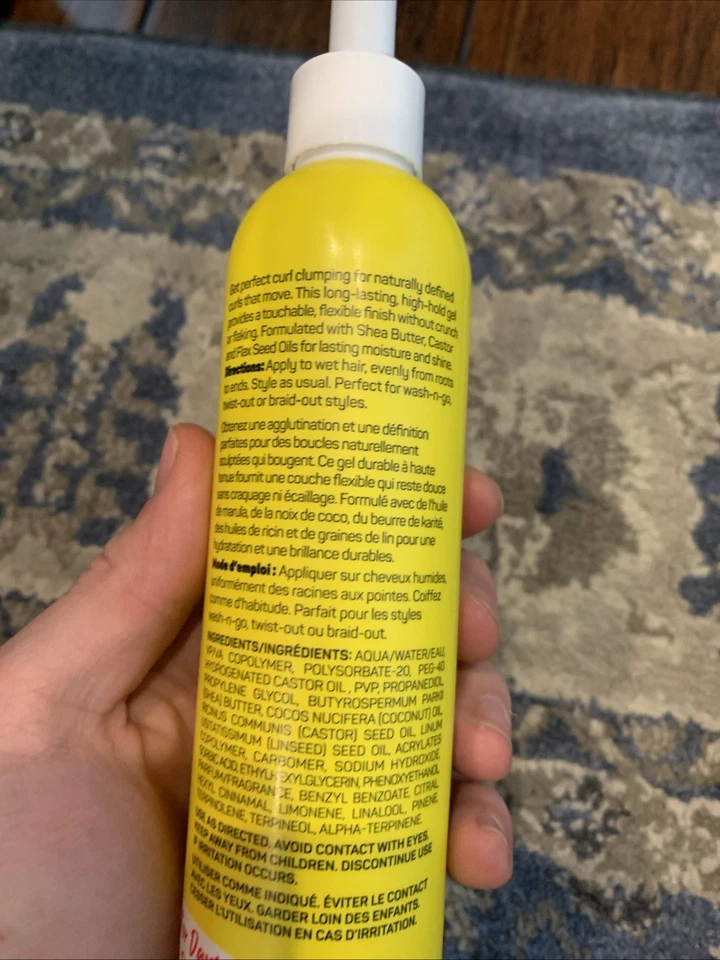 Get perfect curl clumping for naturally defined
curls that move. This long-lasting, high-hold gel
provides a touchable, flexible finish without crunch
or flaking. Formulated with Shea Butter, Castor
and Flax Seed Oils for lasting moisture and shine.
Directions: Apply to wet hair, evenly from roots
to ends. Style as usual. Perfect for wash-n-go,
twist-out or braid-out styles.
Obtenez une agglutination et une définition
parfaites pour des boucles naturellement
sculptées qui bougent. Ce gel durable à haute
tenue fournit une couche flexible qui reste douce
sans craquage ni écaillage. Formulé avec de l'huile
de marula, de la noix de coco, du beurre de karité,
des huiles de ricin et de graines de lin pour une
hydratation et une brillance durables.
Mode d'emploi : Appliquer sur cheveux humides,
uniformément des racines aux pointes. Coiffez
comme d'habitude. Parfait pour les styles
wash-n-go, twist-out ou braid-out.
INGREDIENTS/INGRÉDIENTS: AQUA/WATER/EAU,
VP/VA COPOLYMER, POLYSORBATE-20, PEG-40
HYDROGENATED CASTOR OIL, PVP, PROPANEDIOL,
PROPYLENE GLYCOL, BUTYROSPERMUM PARKII
(SHEA) BUTTER, COCOS NUCIFERA (COCONUT) OIL,
RICINUS COMMUNIS (CASTOR) SEED OIL, LINUM
USITATISSIMUM (LINSEED) SEED OIL, ACRYLATES
COPOLYMER, CARBOMER, SODIUM HYDROXIDE,
SORBIC ACID, ETHYLHEXYLGLYCERIN, PHENOXYETHANOL,
PARFUM/FRAGRANCE, BENZYL BENZOATE, CITRAL,
HEXYL CINNAMAL, LIMONENE, LINALOOL, PINENE,
TERPINOLENE, TERPINEOL, ALPHA-TERPINENE.
USE AS DIRECTED. AVOID CONTACT WITH EYES.
KEEP AWAY FROM CHILDREN. DISCONTINUE USE
IF IRRITATION OCCURS.
UTILISER COMME INDIQUÉ. ÉVITER LE CONTACT
AVEC LES YEUX. GARDER LOIN DES ENFANTS.
CESSER L'UTILISATION EN CAS D'IRRITATION.